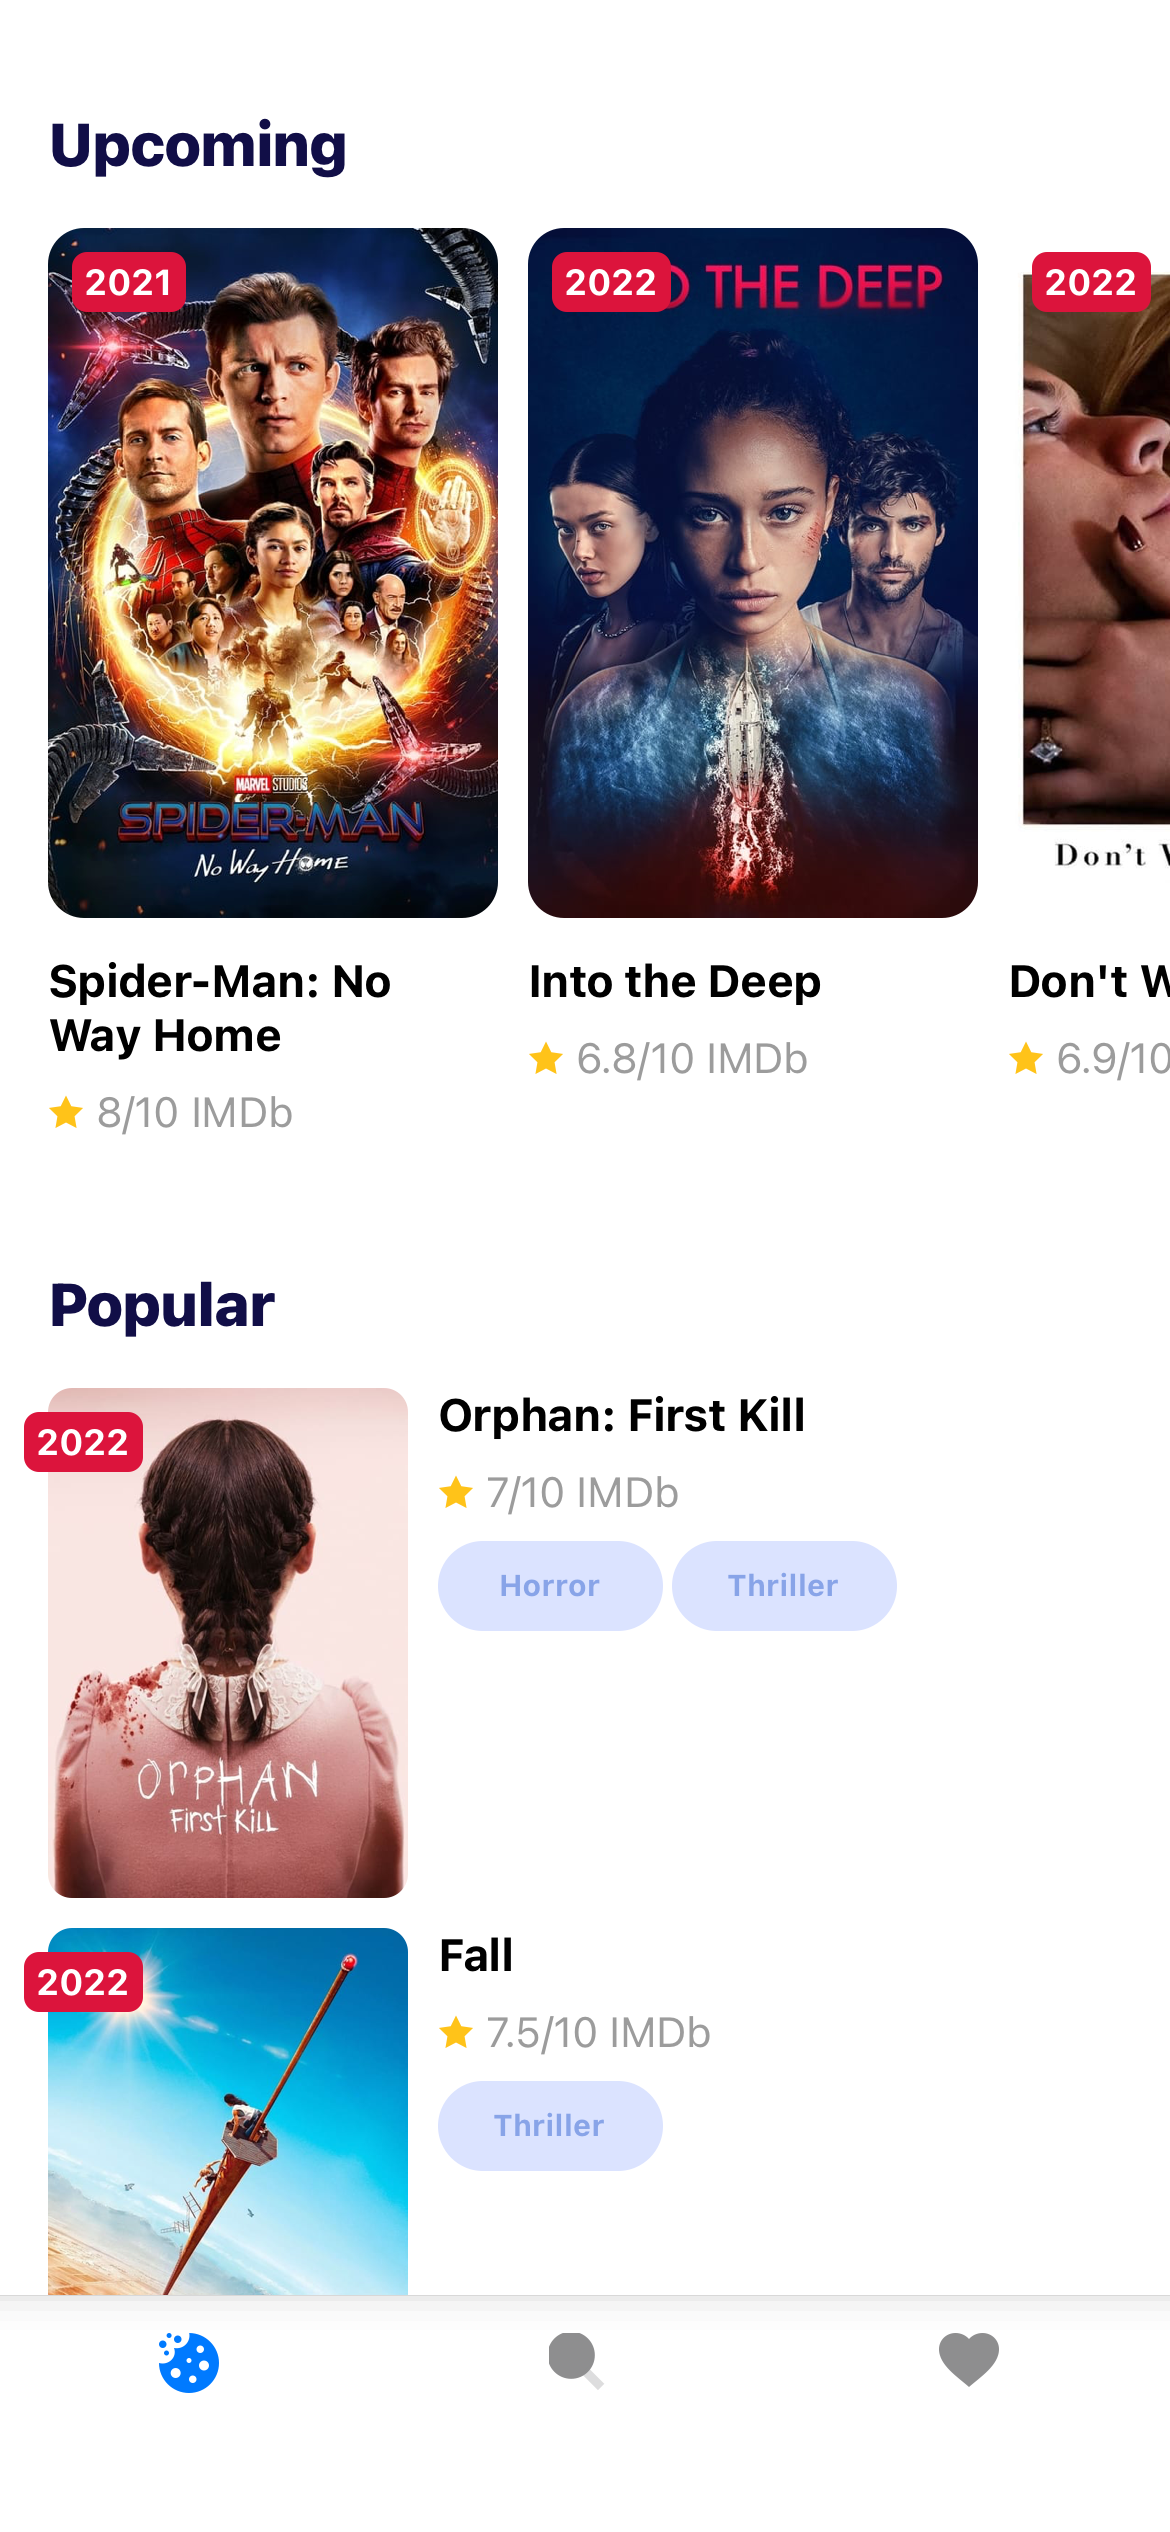 Upcoming
2021
MARVEL STUDIOS
SPIDER-MAN
NO WAY HOME
2022
THE DEEP
2022
Don't
Spider-Man: No
Way Home
8/10 IMDb
Into the Deep
6.8/10 IMDb
Don't W
6.9/10
Popular
2022
ORPHAN
First Kill
Orphan: First Kill
7/10 IMDb
Horror
Thriller
2022
Fall
7.5/10 IMDb
Thriller